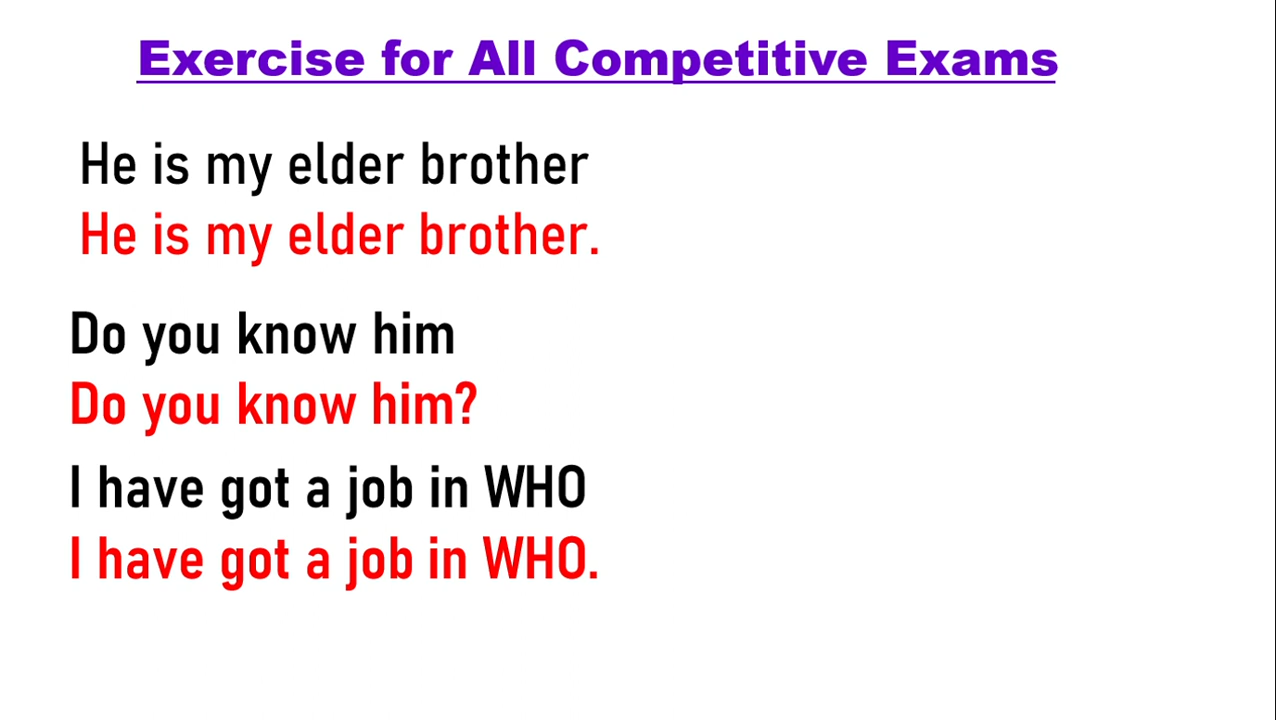 Exercise for All Competitive Exams
He is my elder brother
He is my elder brother.
Do you know him
Do you know him?
I have got a job in WHO
I have got a job in WHO.